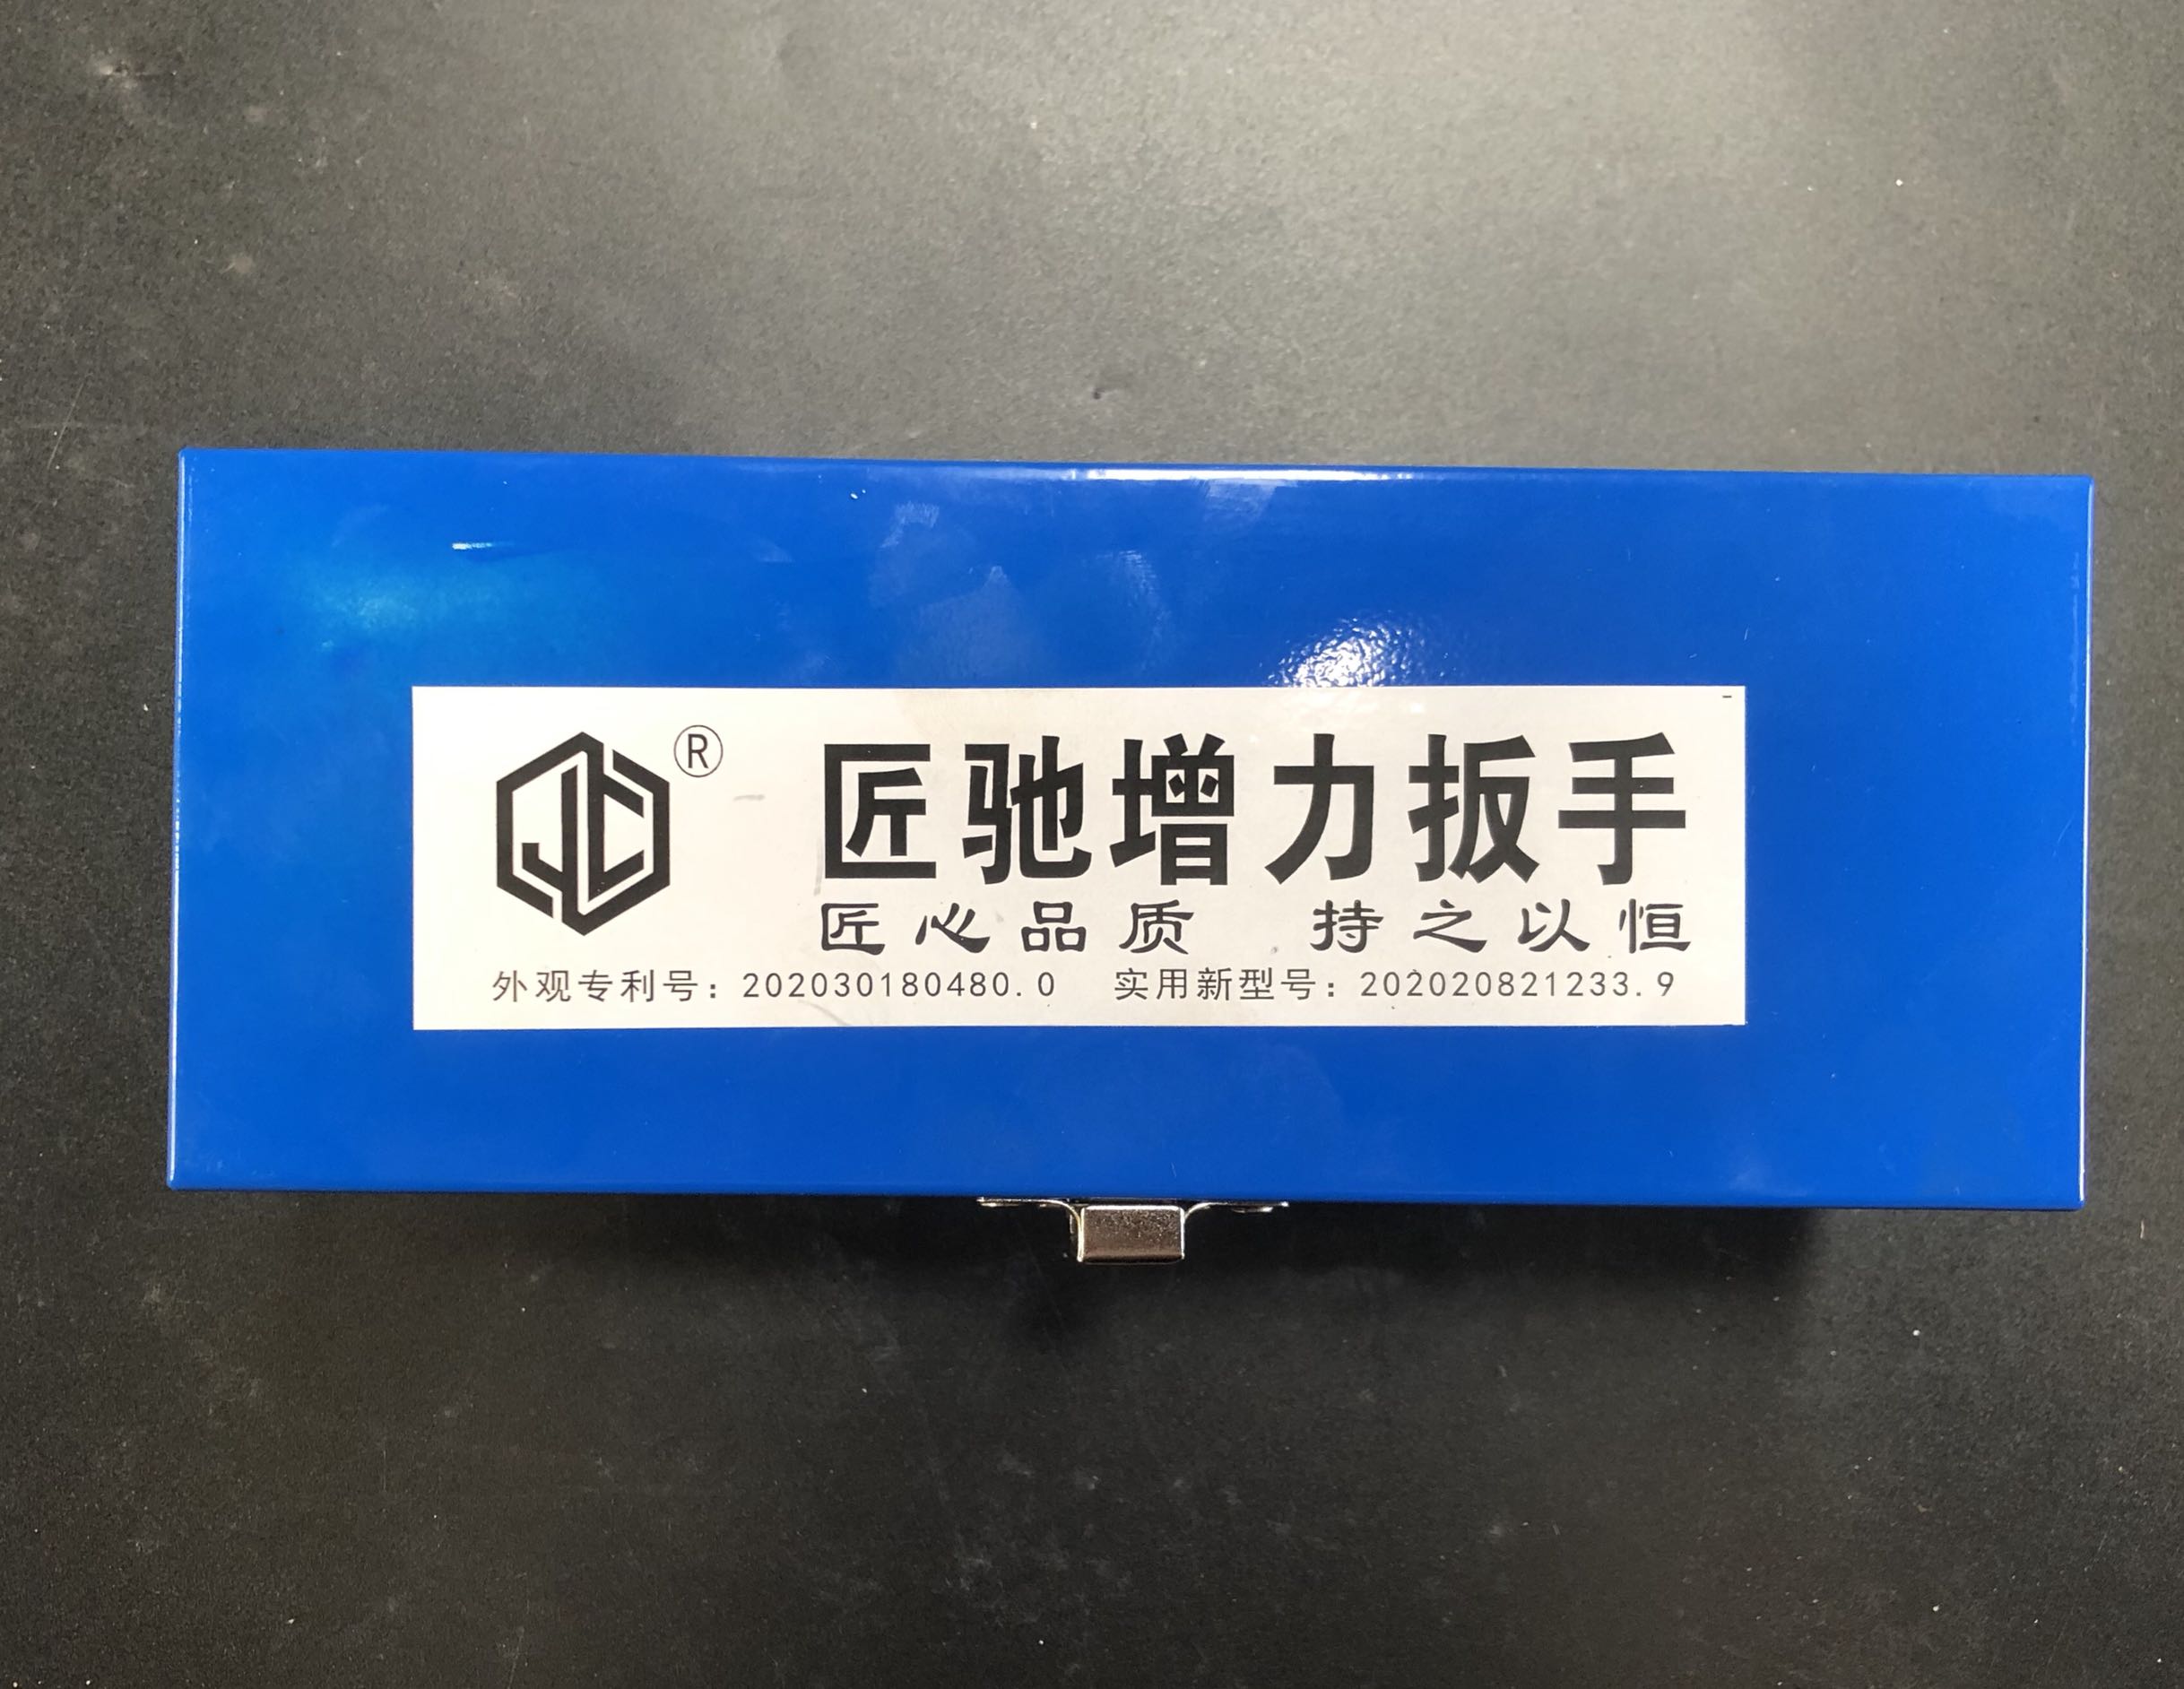 JC®
匠驰增力扳手
匠心品质 持之以恒
外观专利号：202030180480.0 实用新型号：202020821233.9